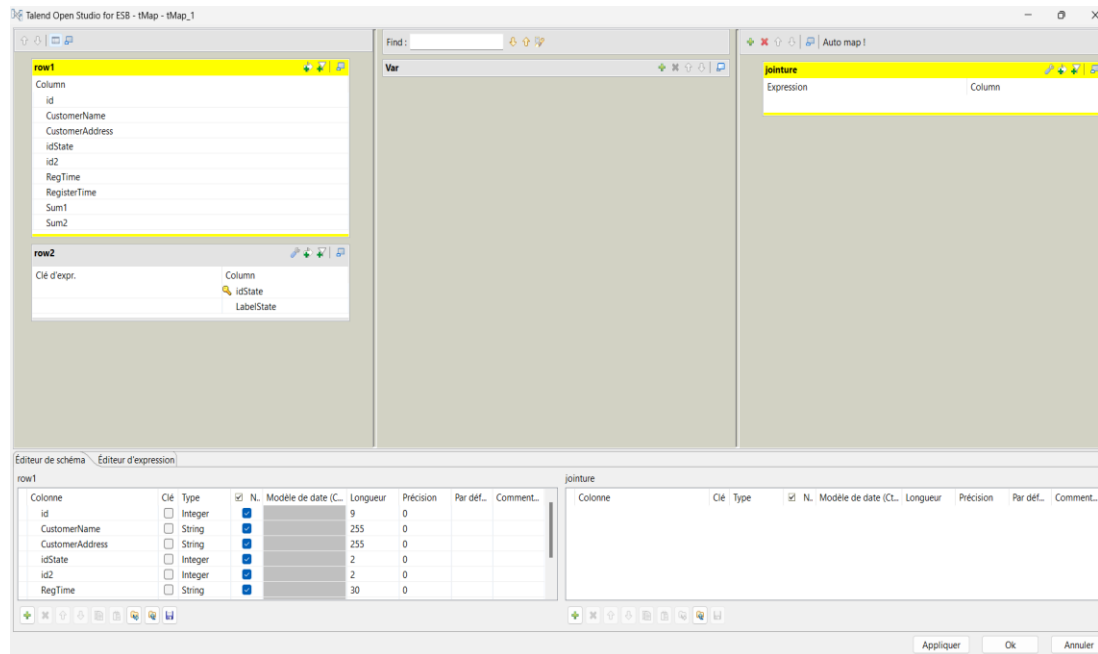 Talend Open Studio for ESB - tMap - tMap_1
Find :
Auto map !
row1
Column
id
CustomerName
CustomerAddress
idState
id2
RegTime
RegisterTime
Sum1
Sum2
row2
Clé d'expr. Column
idState
LabelState
Var
jointure
Expression Column
Éditeur de schéma Éditeur d'expression
row1
Colonne Clé Type N.. Modèle de date (C... Longueur Précision Par déf... Comment...
id Integer 9 0
CustomerName String 255 0
CustomerAddress String 255 0
idState Integer 2 0
id2 Integer 2 0
RegTime String 30 0
jointure
Colonne Clé Type N.. Modèle de date (Ct... Longueur Précision Par déf... Comment...
Appliquer Ok Annuler